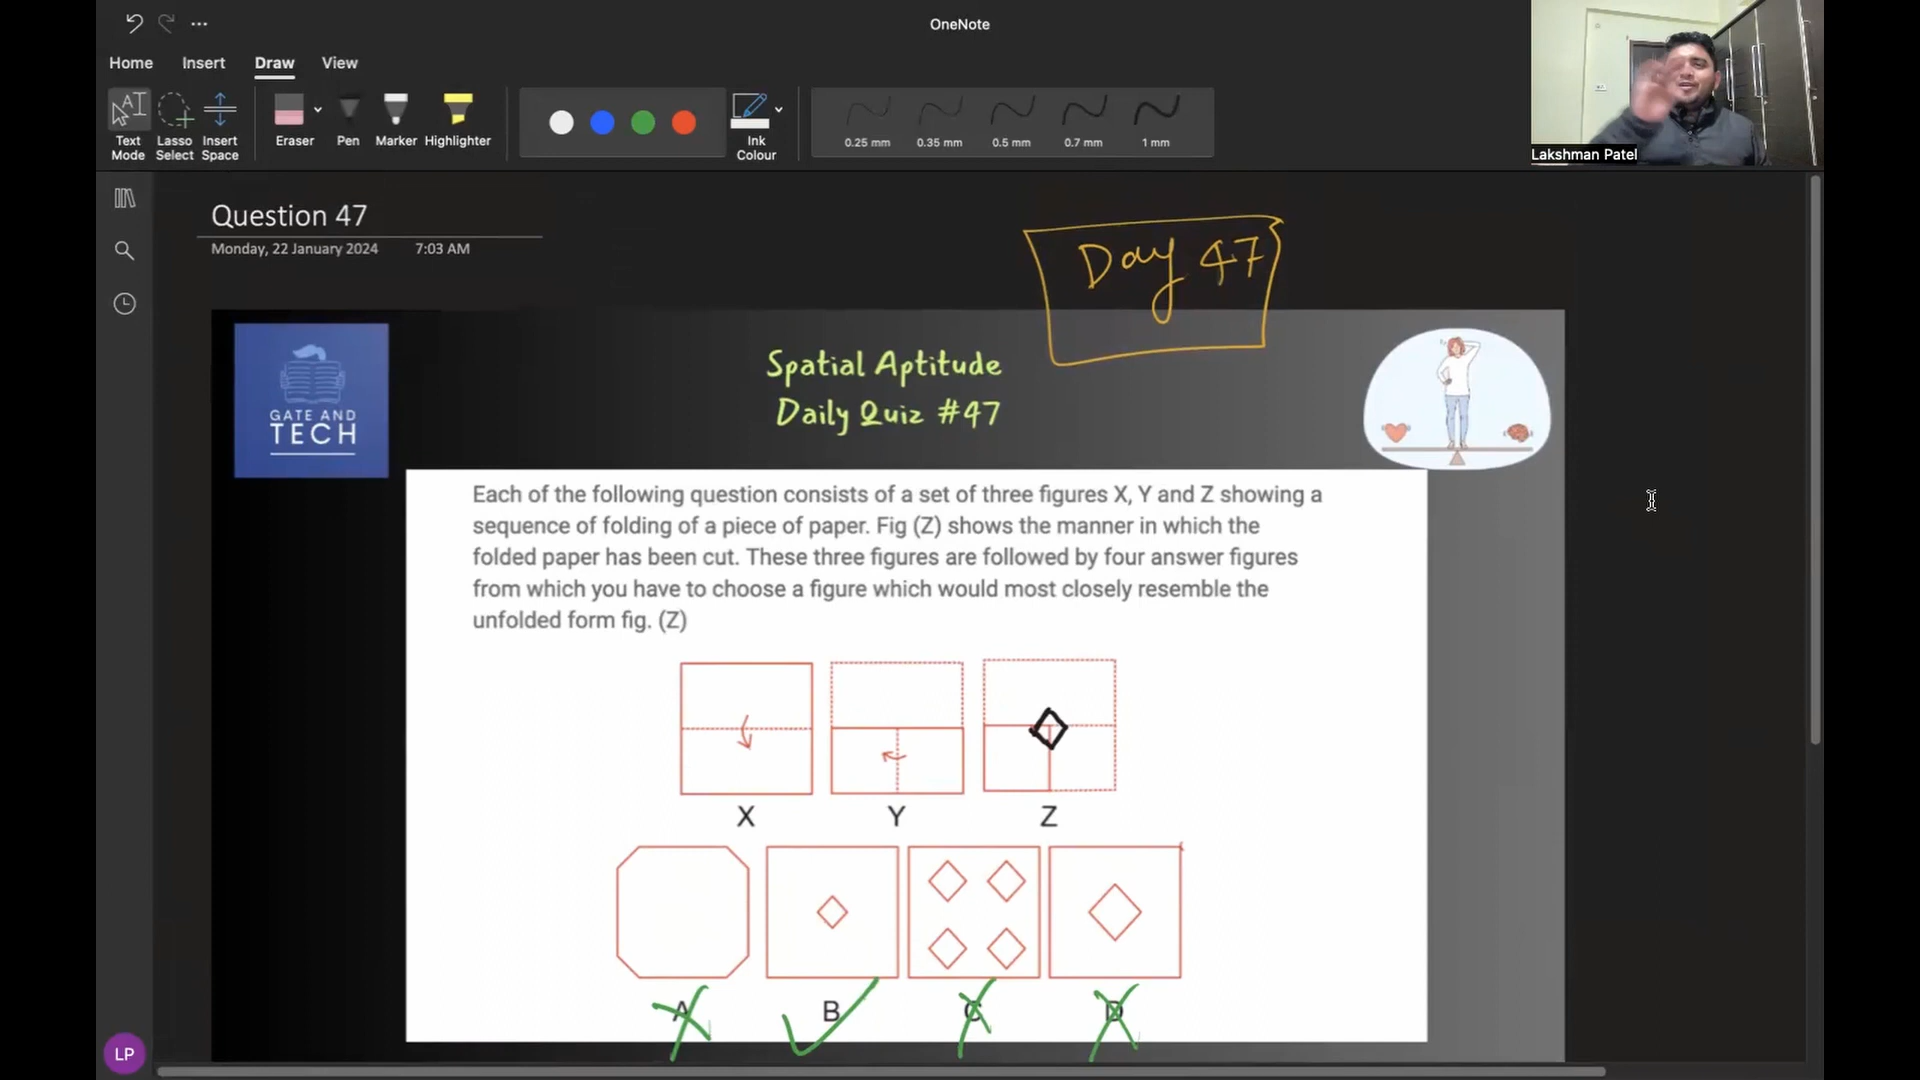 OneNote
Home Insert Draw View
Text Mode
Lasso Select
Insert Space
Eraser
Pen
Marker
Highlighter
Ink Colour
0.25 mm
0.35 mm
0.5 mm
0.7 mm
1 mm
Lakshman Patel
Question 47
Monday, 22 January 2024 7:03 AM
Day 47
GATE AND
TECH
Spatial Aptitude
Daily Quiz #47
Each of the following question consists of a set of three figures X, Y and Z showing a
sequence of folding of a piece of paper. Fig (Z) shows the manner in which the
folded paper has been cut. These three figures are followed by four answer figures
from which you have to choose a figure which would most closely resemble the
unfolded form fig. (Z)
X Y Z
A B C D
LP